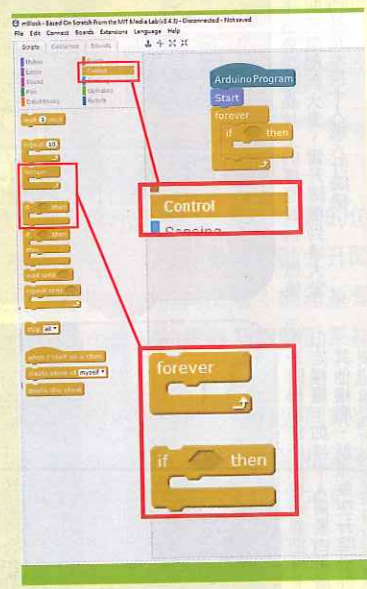 mBlock - Based On Scratch From the MIT Media Lab(v3.4.1) - Disconnected - Not saved
File Edit Connect Boards Extensions Language Help
Scripts Costumes Sounds
Motion
Looks
Sound
Pen
Data&Blocks
Events
Control
Sensing
Operators
Robots
wait 1 secs
repeat 10
forever
if then
if then
else
wait until
repeat until
stop all
when I start as a clone
create clone of myself
delete this clone
Arduino Program
Start
forever
if then
Control
Sensing
forever
if then